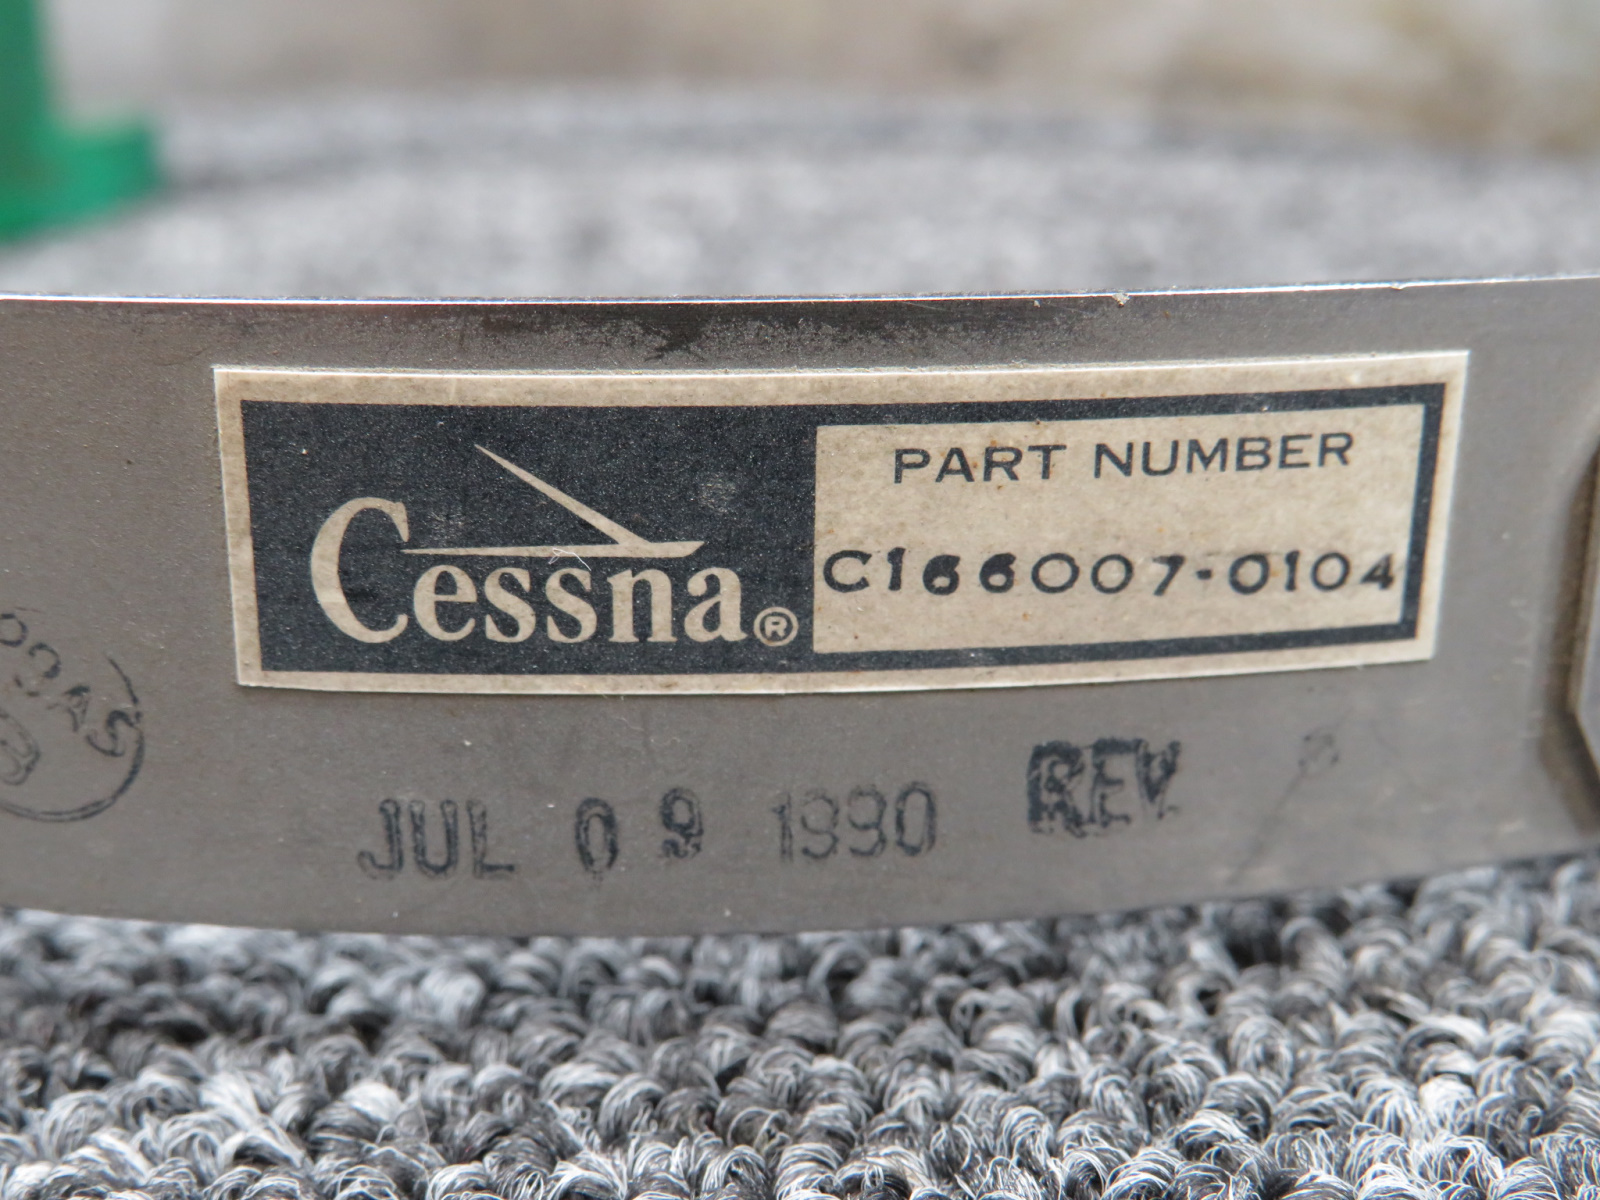 Cessna®
PART NUMBER
C166007-0104
JUL 09 1990 REV.